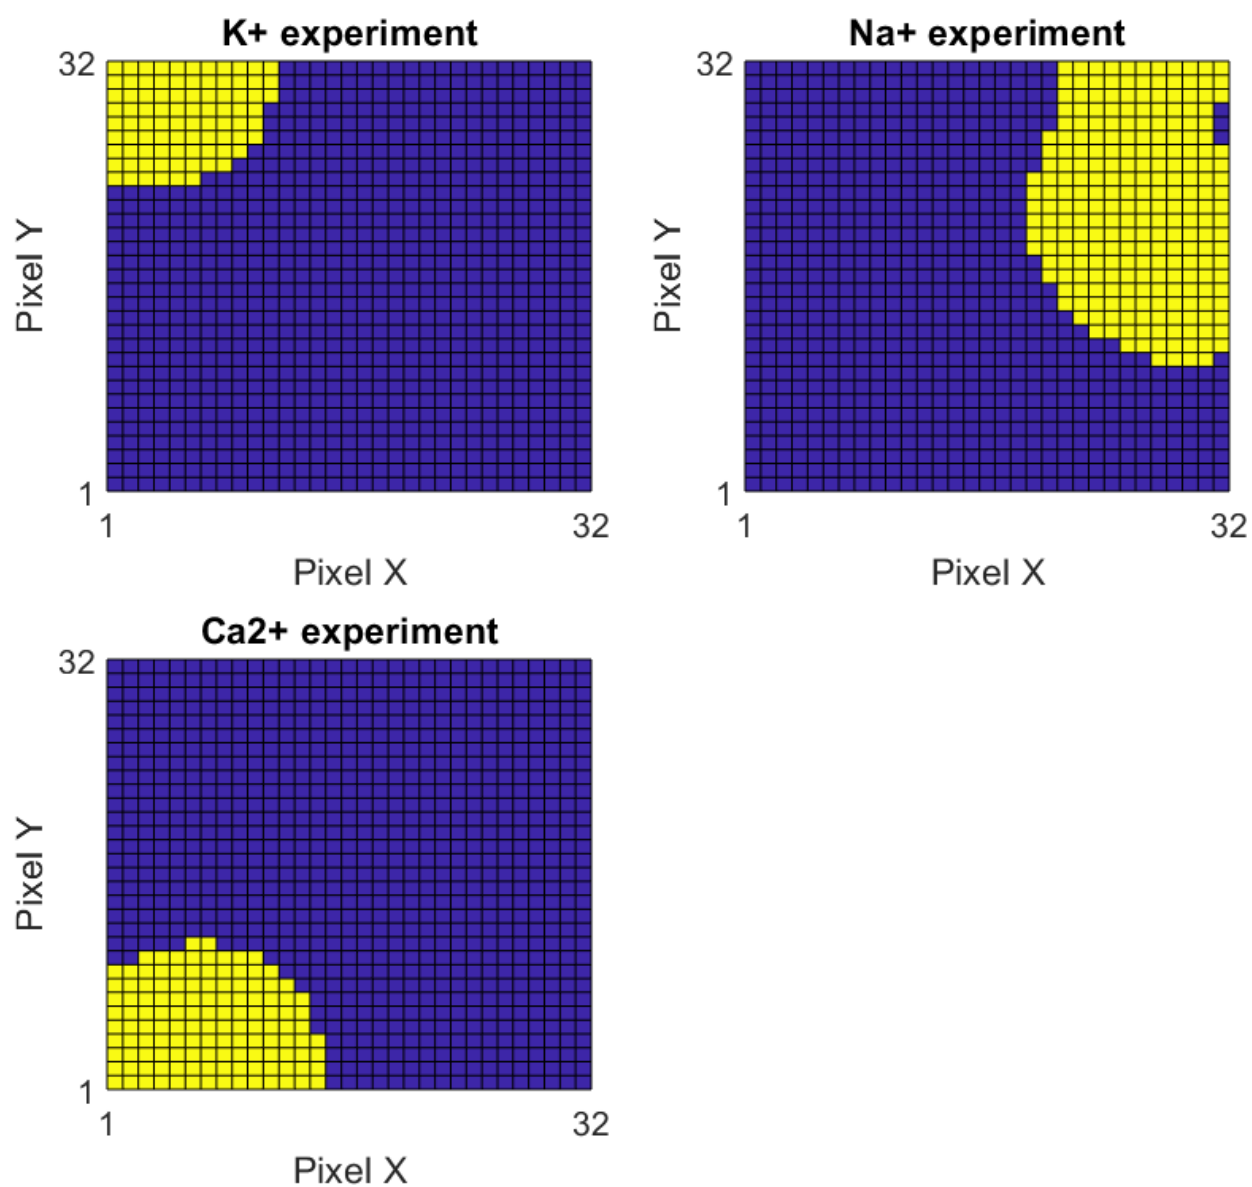 K+ experiment
32
Pixel Y
1
1
32
Pixel X
Na+ experiment
32
Pixel Y
1
1
32
Pixel X
Ca2+ experiment
32
Pixel Y
1
1
32
Pixel X